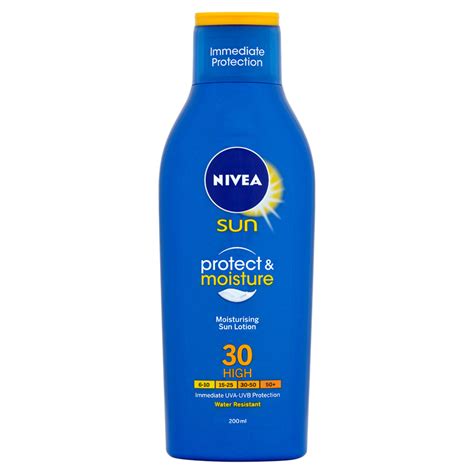 Immediate
Protection
NIVEA
sun
protect &
moisture
Moisturising
Sun Lotion
30
HIGH
6-10 15-25 30-50 50+
Immediate UVA-UVB Protection
Water Resistant
200ml